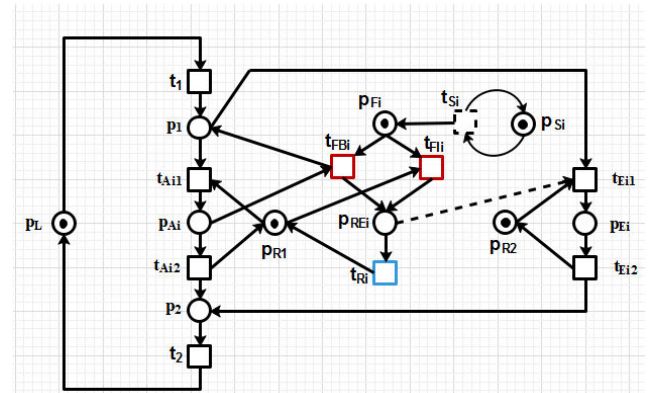 t1
p1
tAi1
pAi
tAi2
p2
t2
pL
pFi
tSi
pSi
tFBi
tFIi
pREi
pR1
tRi
pR2
tEi1
pEi
tEi2